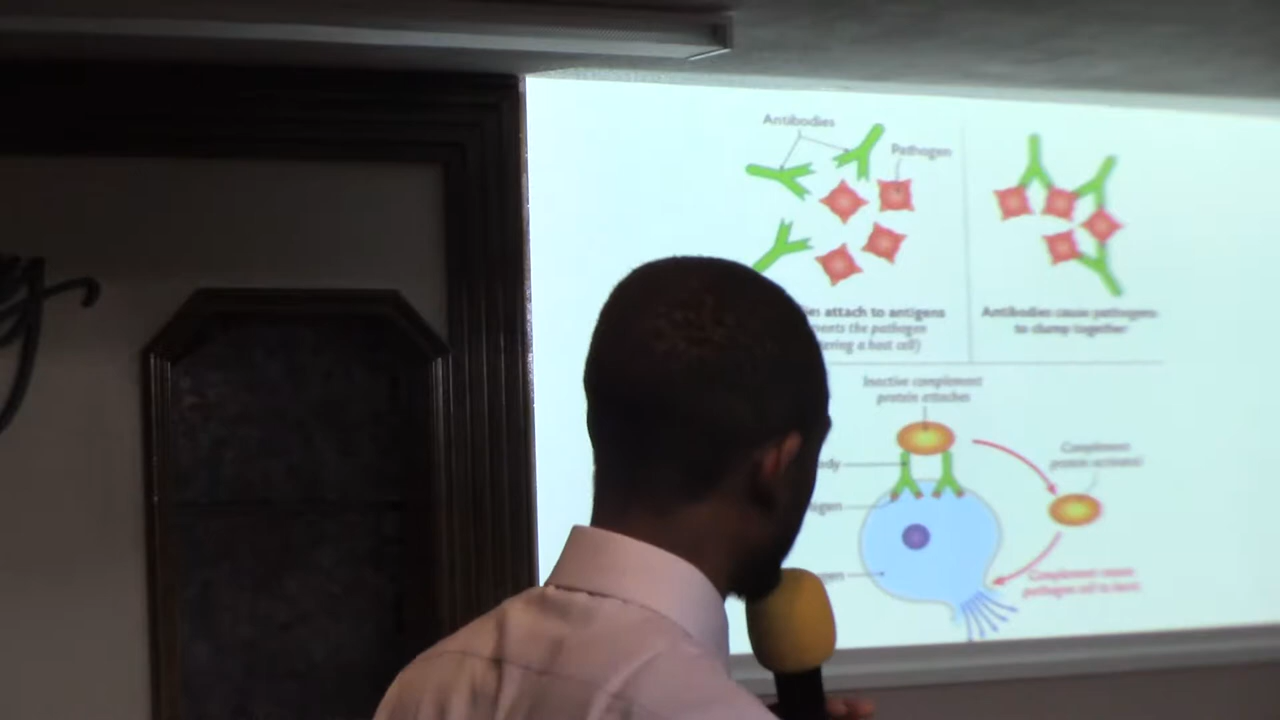 Antibodies
Pathogen
attach to antigens
the pathogen
a host cell)
Antibodies cause pathogens
to clump together
Inactive complement
protein attaches
Complement
protein activated
Complement causes
pathogen cell to burst